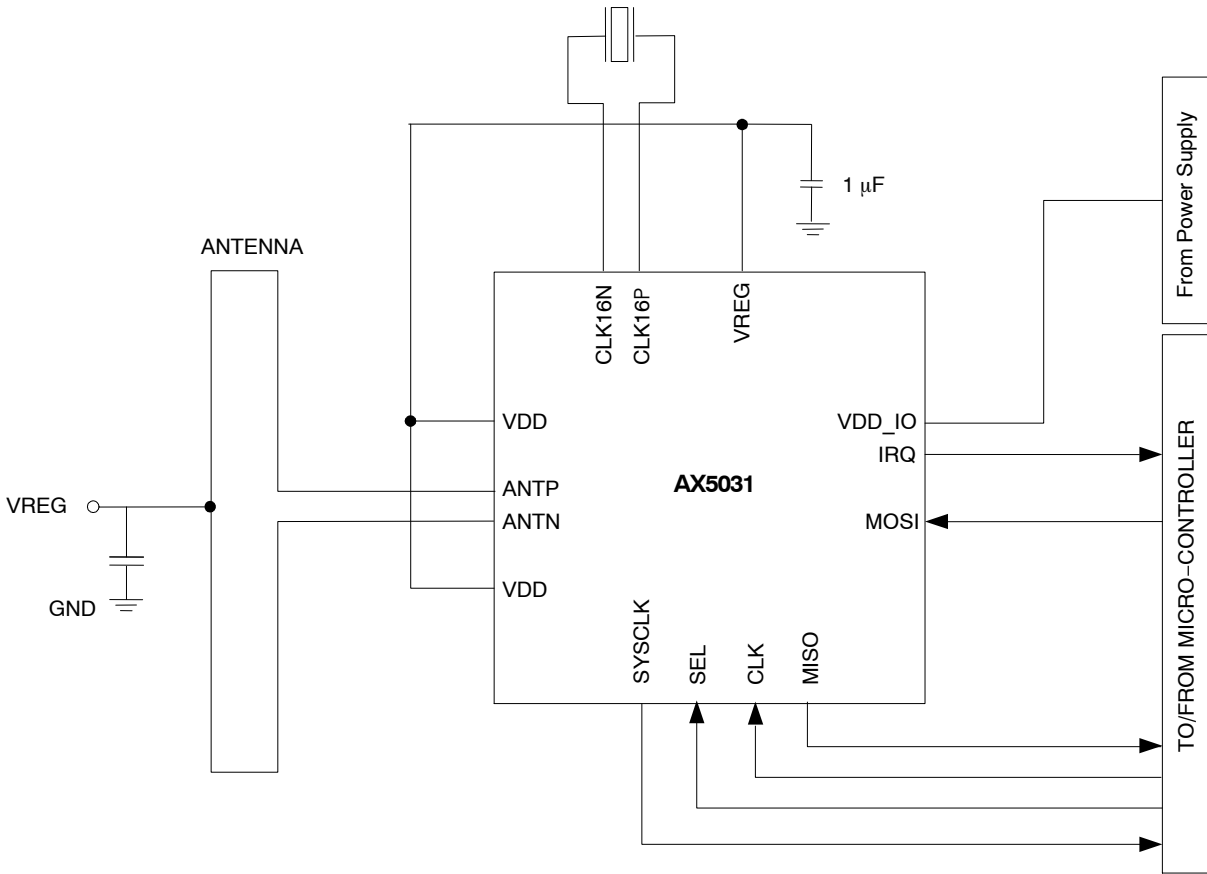 1 μF
From Power Supply
ANTENNA
CLK16N
CLK16P
VREG
VDD
VDD_IO
IRQ
ANTP
AX5031
VREG
ANTN
MOSI
VDD
GND
SYSCLK
SEL
CLK
MISO
TO/FROM MICRO−CONTROLLER